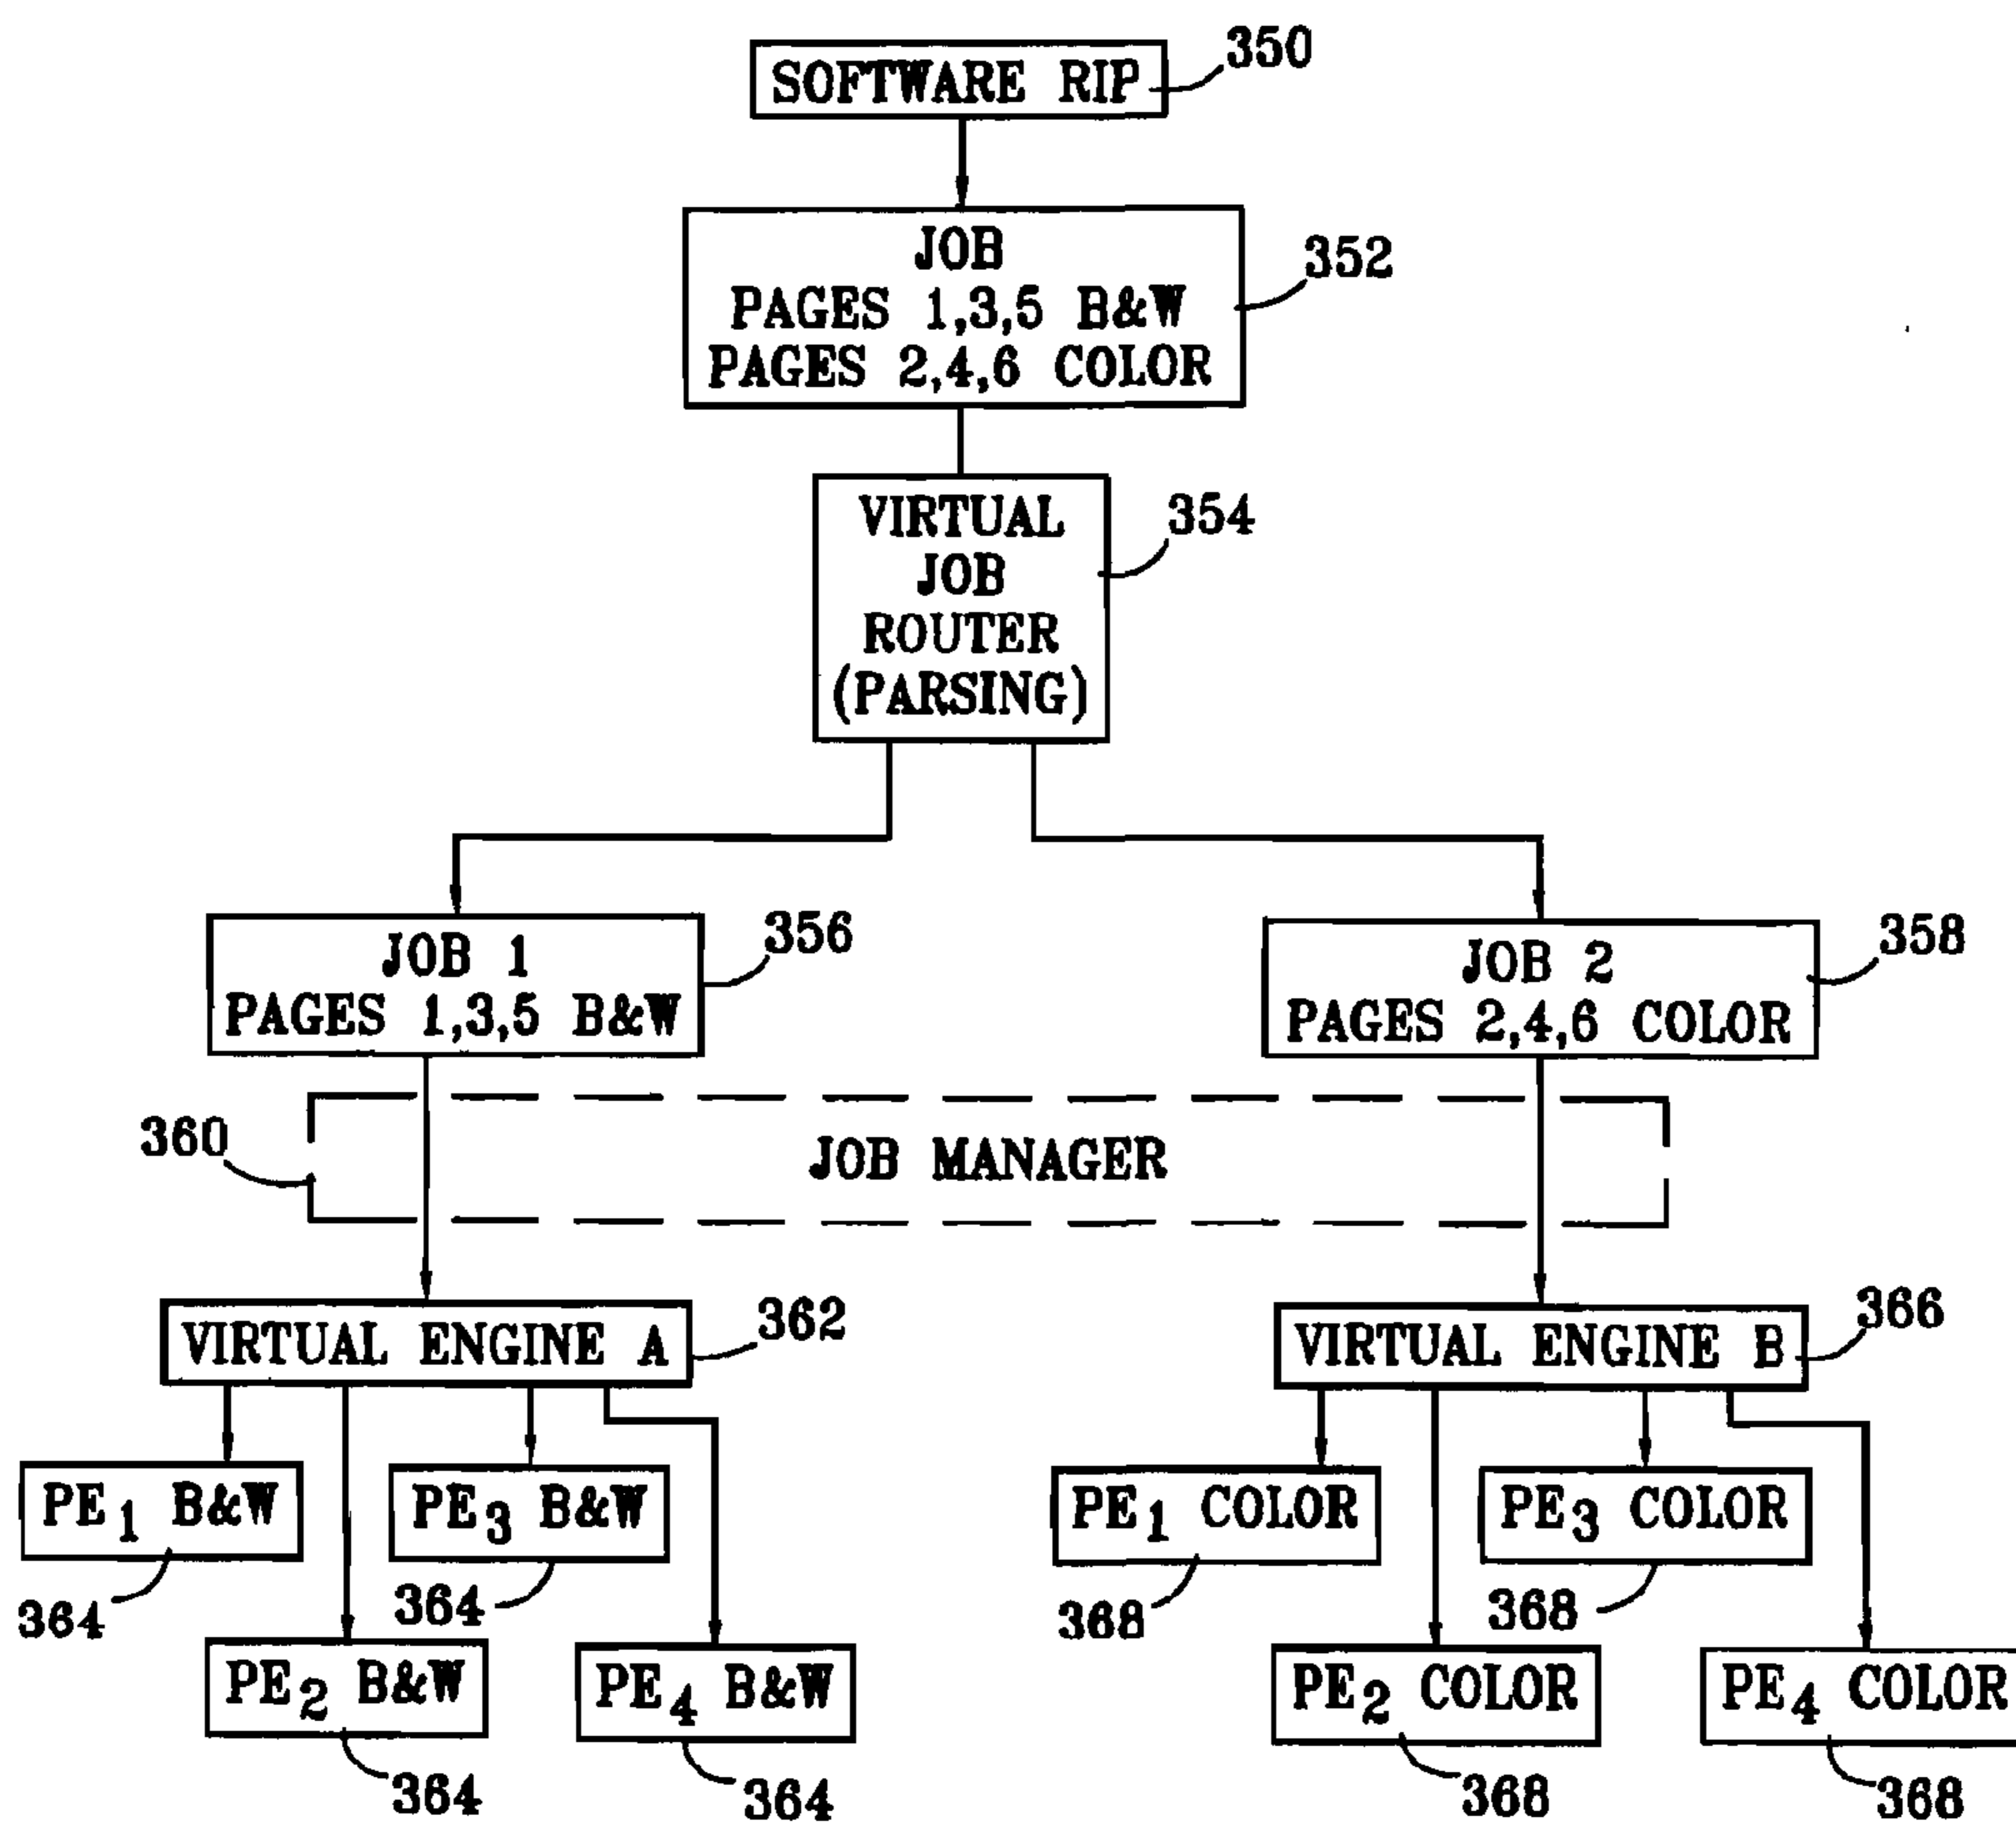 SOFTWARE RIP
350
JOB
PAGES 1,3,5 B&W
PAGES 2,4,6 COLOR
352
VIRTUAL
JOB
ROUTER
(PARSING)
354
JOB 1
PAGES 1,3,5 B&W
356
JOB 2
PAGES 2,4,6 COLOR
358
360
JOB MANAGER
VIRTUAL ENGINE A
362
VIRTUAL ENGINE B
366
PE1 B&W
364
PE3 B&W
364
PE1 COLOR
368
PE3 COLOR
368
PE2 B&W
364
PE4 B&W
364
PE2 COLOR
368
PE4 COLOR
368